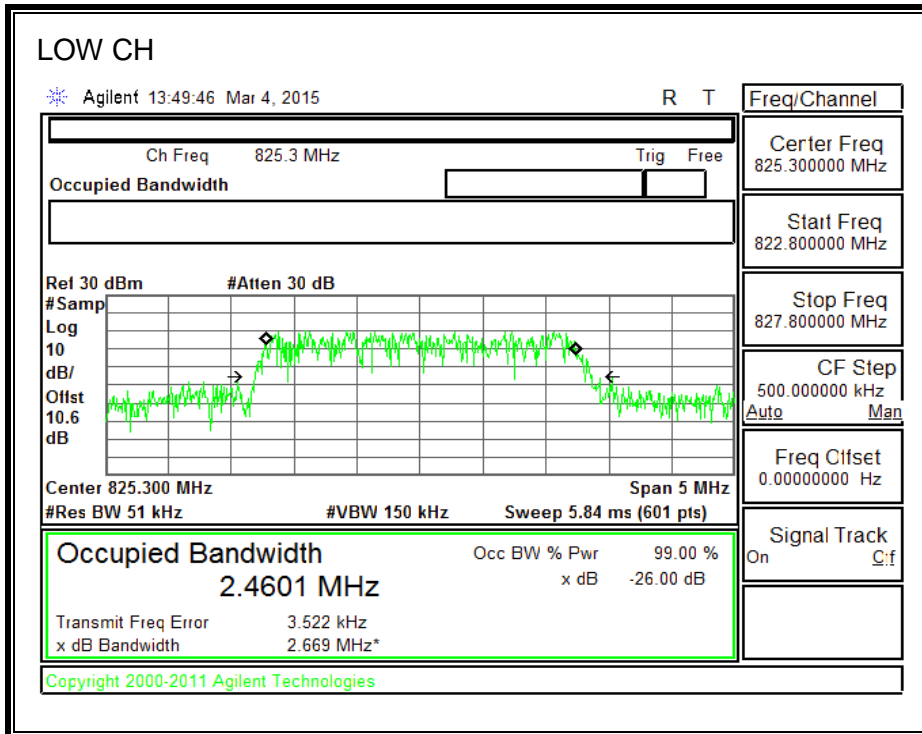 LOW CH
Agilent 13:49:46 Mar 4, 2015 R T
Freq/Channel
Ch Freq 825.3 MHz Trig Free
Occupied Bandwidth
Center Freq
825.300000 MHz
Start Freq
822.800000 MHz
Stop Freq
827.800000 MHz
CF Step
500.000000 kHz
Auto Man
Freq Offset
0.00000000 Hz
Signal Track
On Off
Ref 30 dBm #Atten 30 dB
#Samp
Log
10
dB/
Offst
10.6
dB
Center 825.300 MHz Span 5 MHz
#Res BW 51 kHz #VBW 150 kHz Sweep 5.84 ms (601 pts)
Occupied Bandwidth
2.4601 MHz
Occ BW % Pwr 99.00 %
x dB -26.00 dB
Transmit Freq Error 3.522 kHz
x dB Bandwidth 2.669 MHz*
Copyright 2000-2011 Agilent Technologies